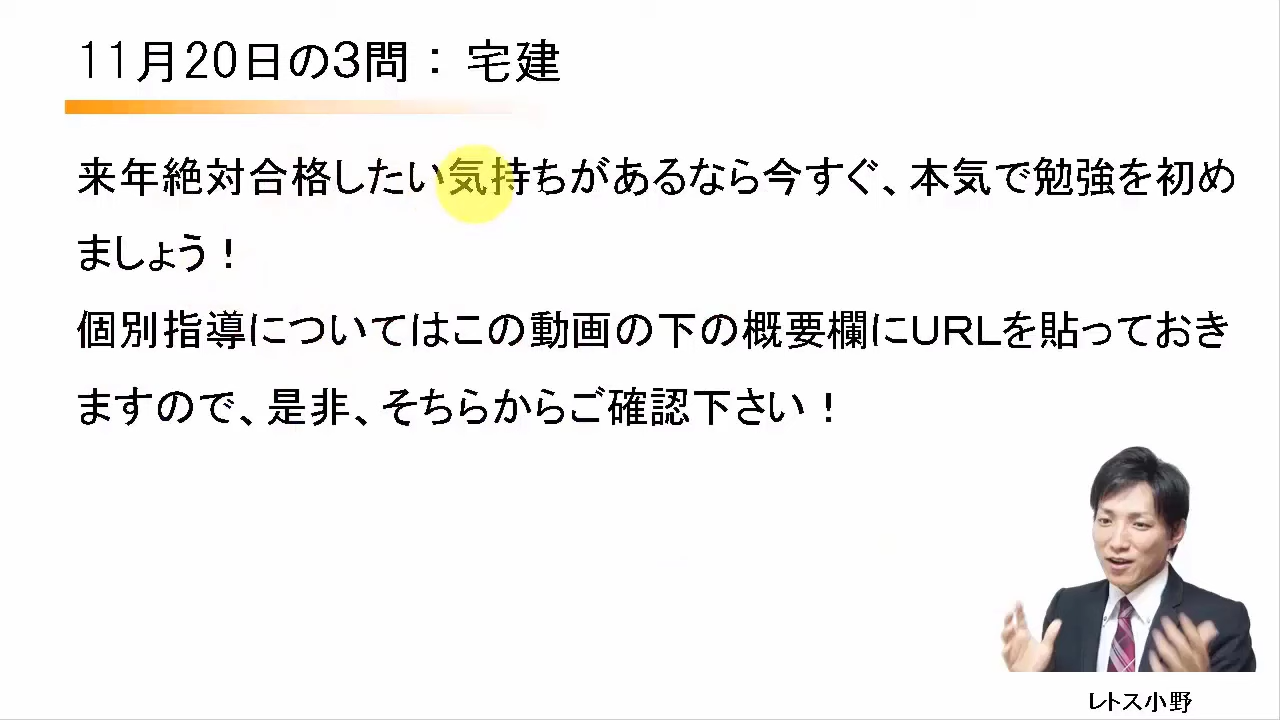 11月20日の3問：宅建
来年絶対合格したい気持ちがあるなら今すぐ、本気で勉強を初め
ましょう！
個別指導についてはこの動画の下の概要欄にＵＲＬを貼っておき
ますので、是非、そちらからご確認下さい！
レトス小野